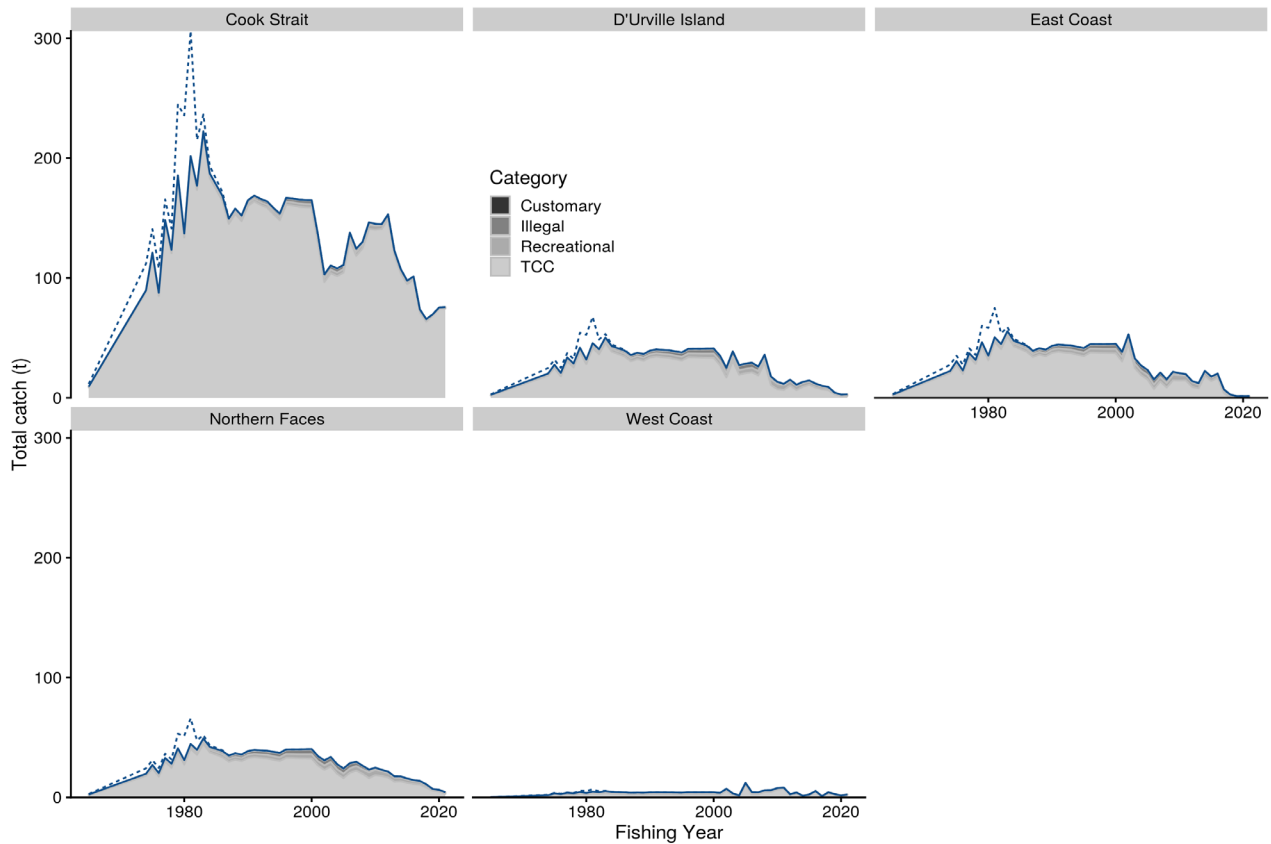 Cook Strait
D'Urville Island
East Coast
300
200
100
0
Category
Customary
Illegal
Recreational
TCC
1980
2000
2020
Total catch (t)
Northern Faces
West Coast
300
200
100
0
1980
2000
2020
1980
2000
2020
Fishing Year